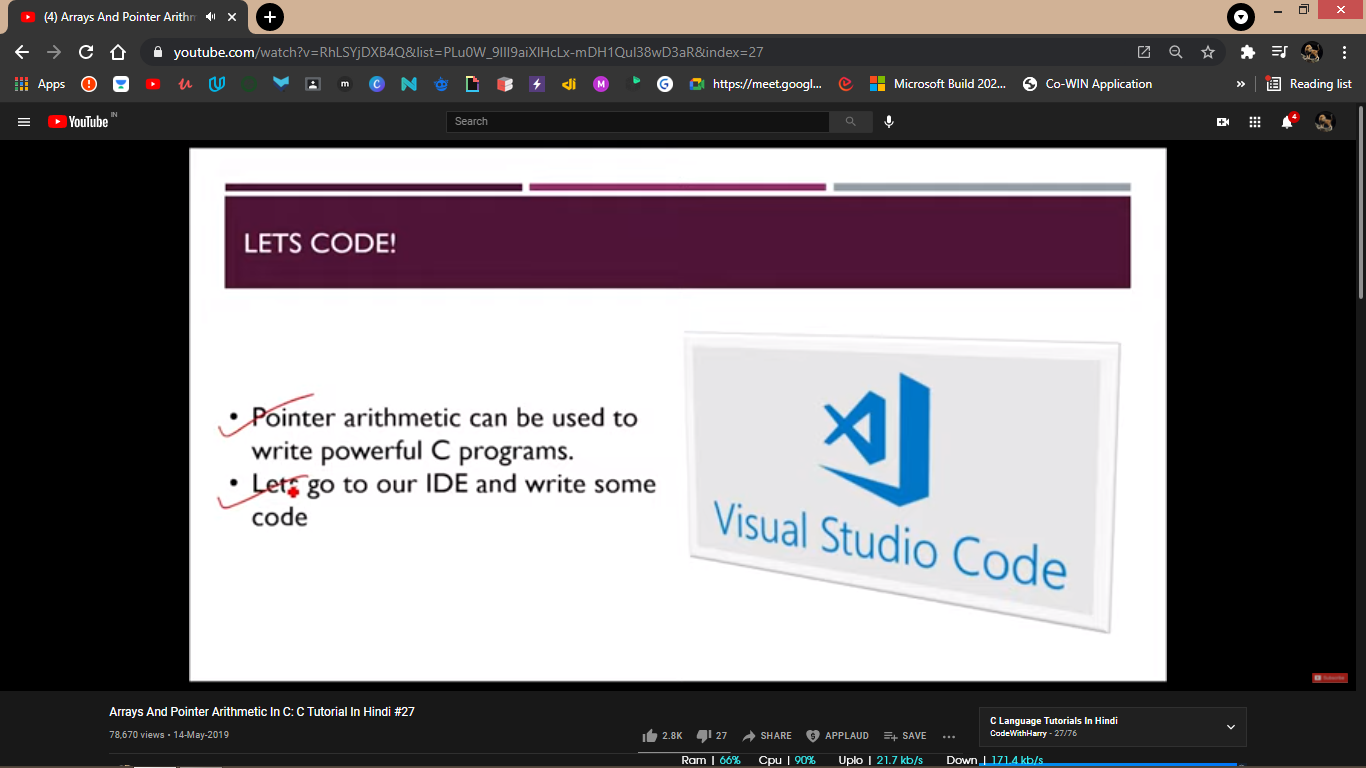 (4) Arrays And Pointer Arithm
youtube.com/watch?v=RhLSYjDXB4Q&list=PLu0W_9lII9aiXlHcLx-mDH1Qul38wD3aR&index=27
Apps
https://meet.googl...
Microsoft Build 202...
Co-WIN Application
»
Reading list
YouTube IN
Search
4
LETS CODE!
• Pointer arithmetic can be used to
write powerful C programs.
• Lets go to our IDE and write some
code
Visual Studio Code
Subscribe
Arrays And Pointer Arithmetic In C: C Tutorial In Hindi #27
78,670 views • 14-May-2019
2.8K 27 SHARE APPLAUD SAVE ...
C Language Tutorials In Hindi
CodeWithHarry - 27/76
Ram | 66% Cpu | 90% Uplo | 21.7 kb/s Down | 171.4 kb/s